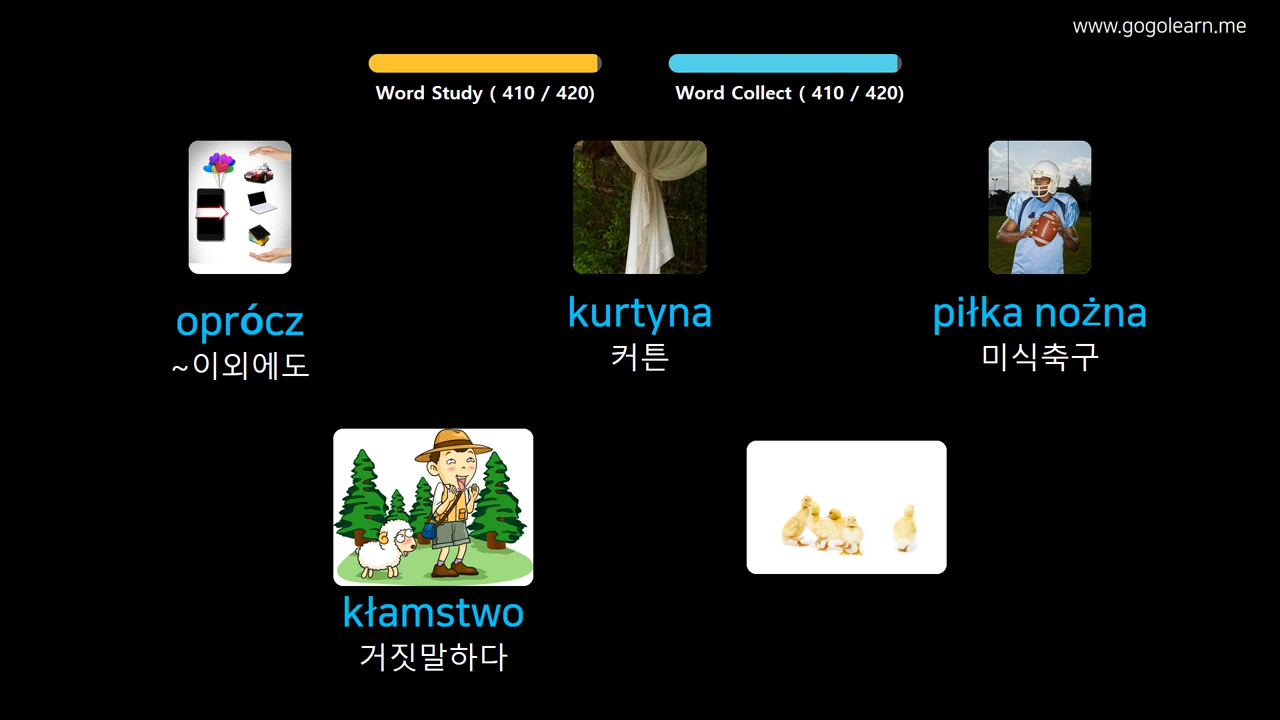 www.gogolearn.me
Word Study ( 410 / 420)
Word Collect ( 410 / 420)
oprócz
~이외에도
kurtyna
커튼
piłka nożna
미식축구
kłamstwo
거짓말하다